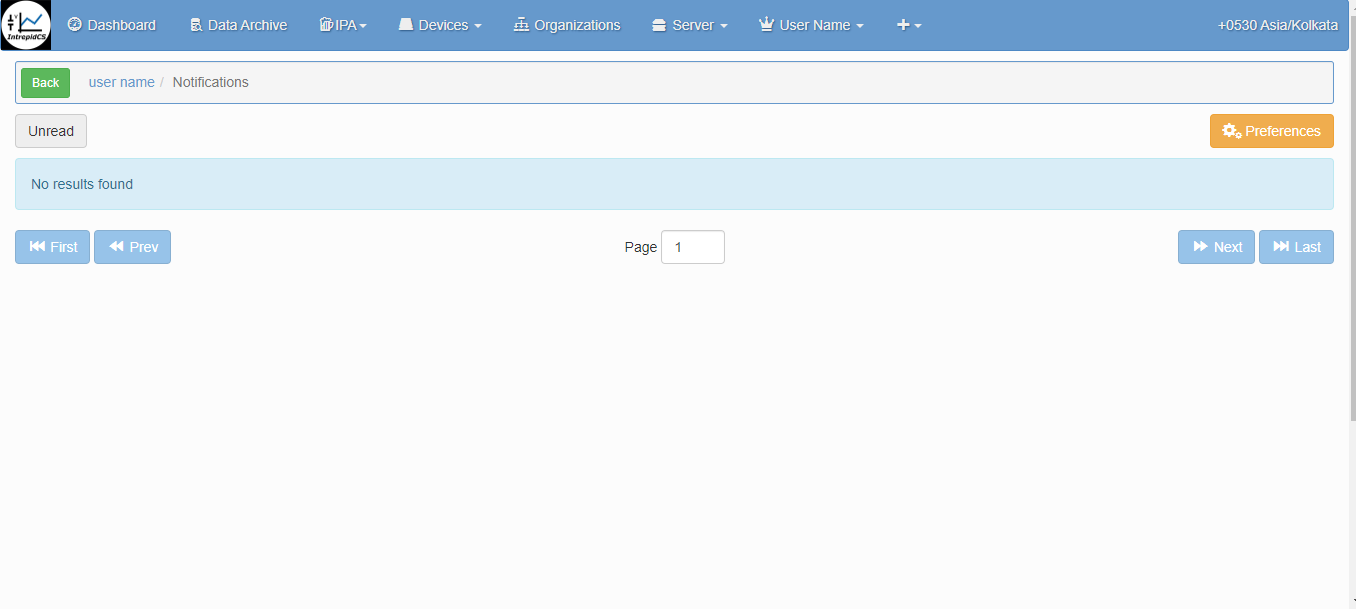 IntrepidCS Dashboard Data Archive IPA Devices Organizations Server User Name +0530 Asia/Kolkata
Back user name / Notifications
Unread Preferences
No results found
First Prev Page 1 Next Last